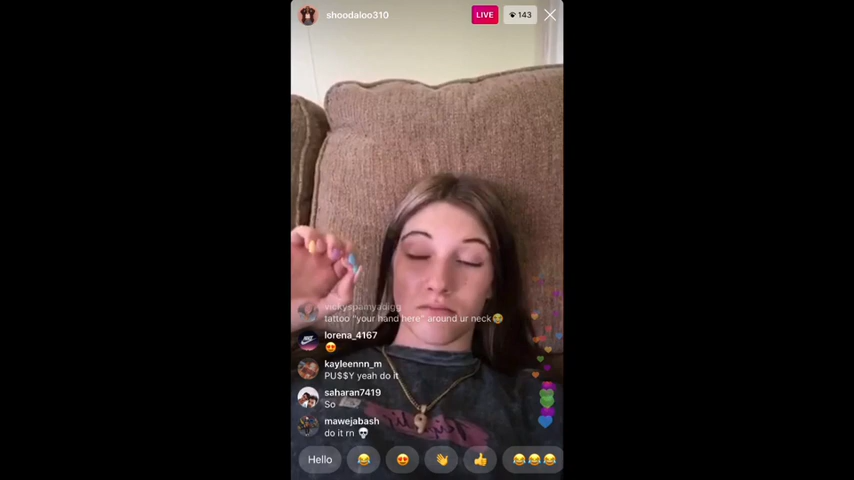 shoodaloo310
LIVE
143
vickyspamyadigg
tattoo "your hand here" around ur neck🥹
lorena_4167
😍
kayleennn_m
PU$$Y yeah do it
saharan7419
So
mawejabash
do it rn 💀
Hello 😂 😍 👋 👍 😂😂😂